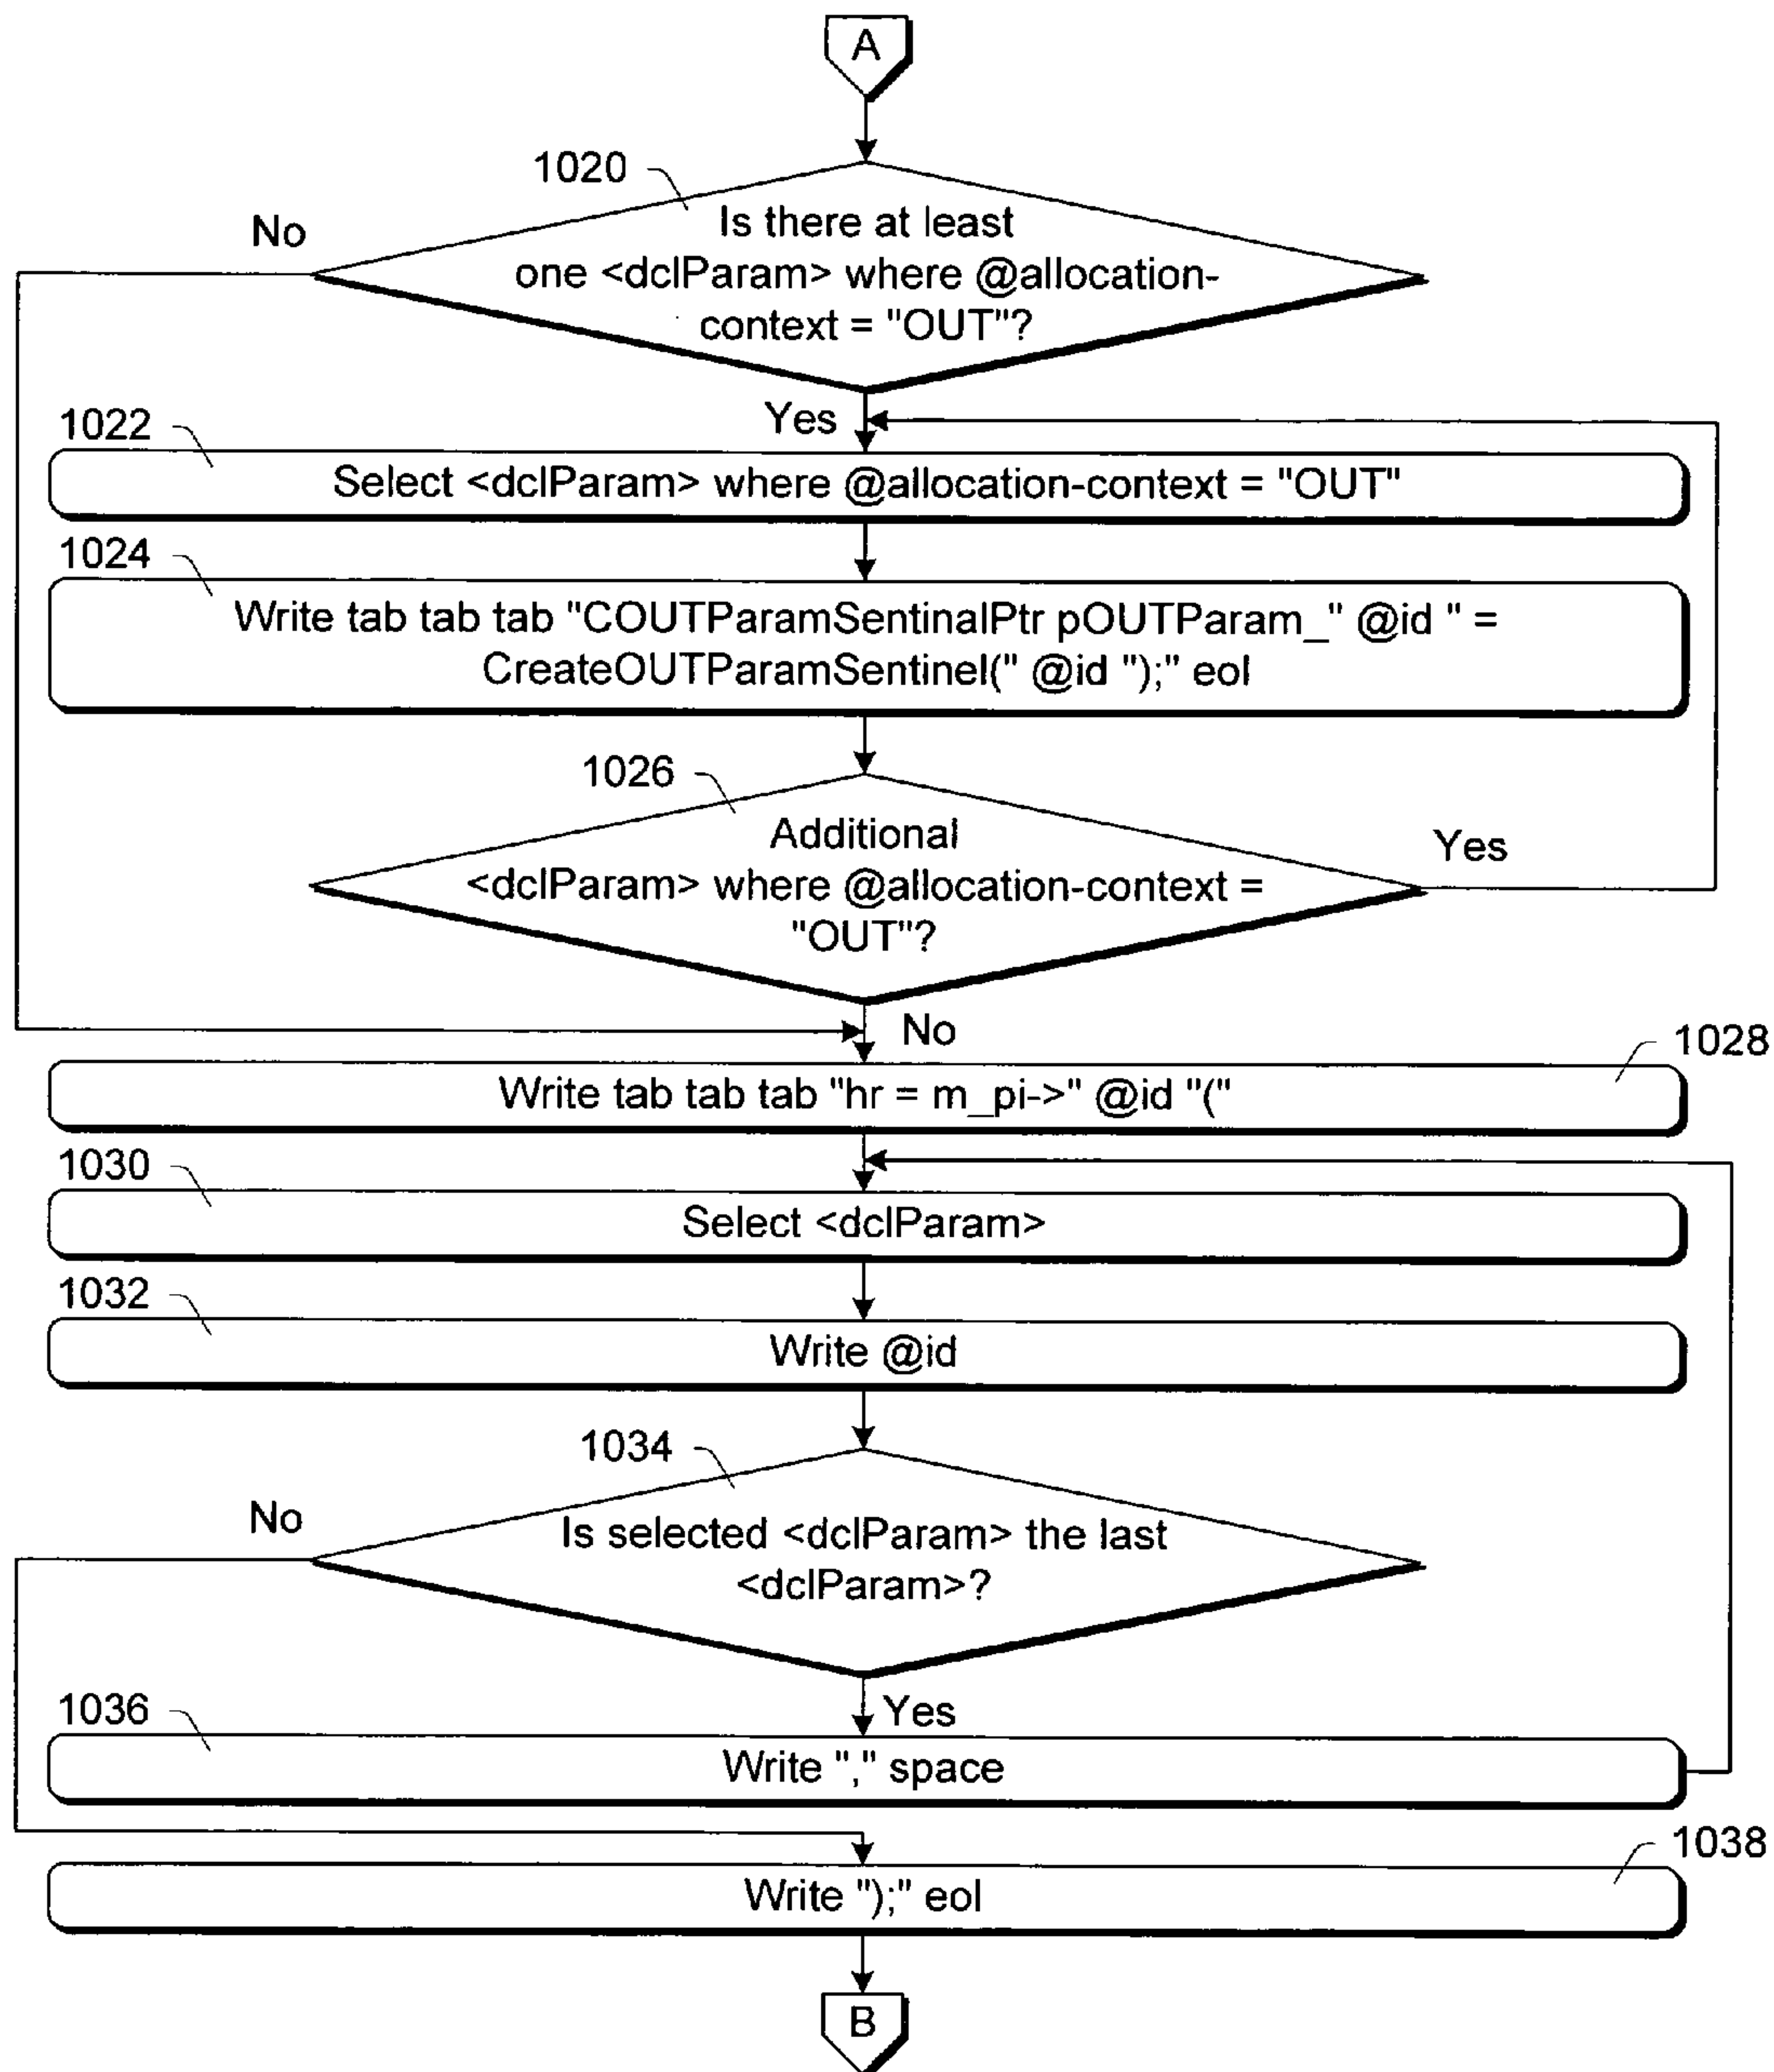 A
1020
No
Is there at least
one <dclParam> where @allocation-
context = "OUT"?
Yes
1022
Select <dclParam> where @allocation-context = "OUT"
1024
Write tab tab tab "COUTParamSentinalPtr pOUTParam_" @id " =
CreateOUTParamSentinel(" @id ");" eol
1026
Additional
<dclParam> where @allocation-context =
"OUT"?
Yes
No
1028
Write tab tab tab "hr = m_pi->" @id "("
1030
Select <dclParam>
1032
Write @id
1034
No
Is selected <dclParam> the last
<dclParam>?
Yes
1036
Write "," space
1038
Write ");" eol
B